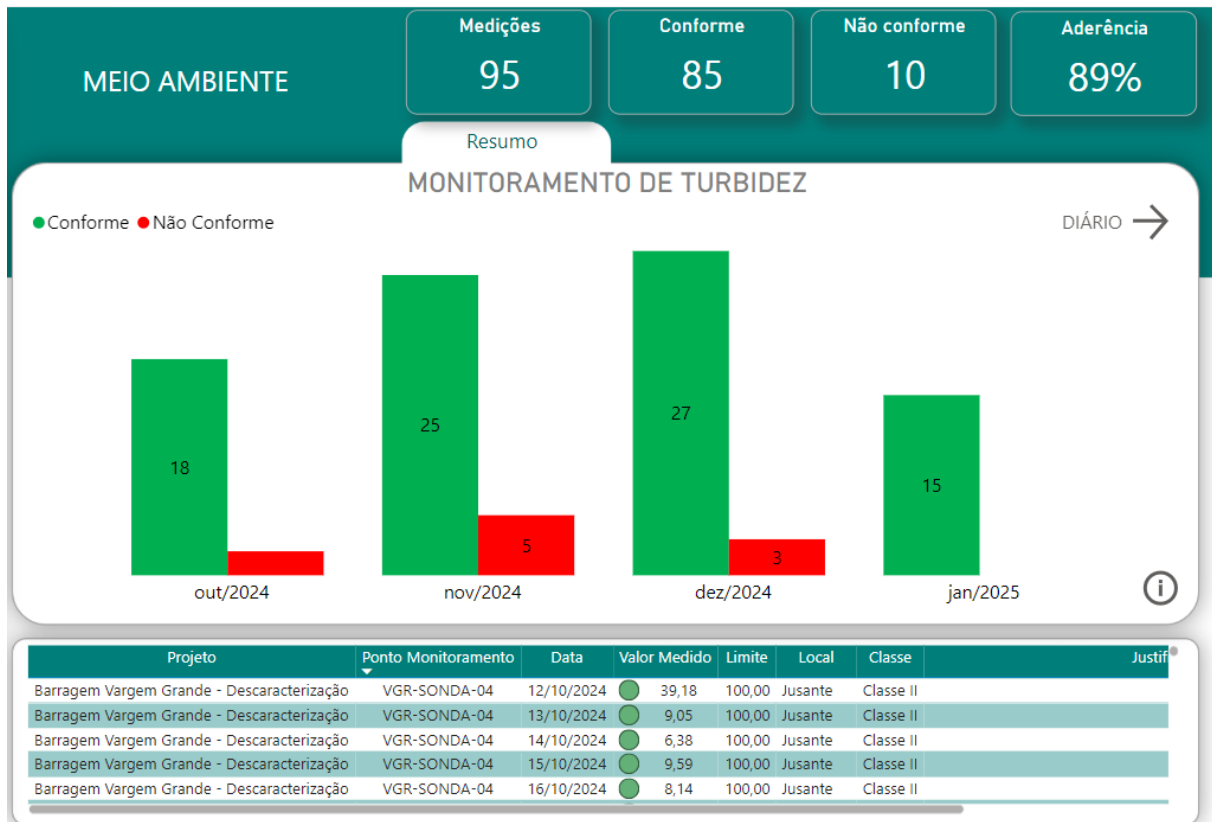 MEIO AMBIENTE
Medições
95
Conforme
85
Não conforme
10
Aderência
89%
Resumo
MONITORAMENTO DE TURBIDEZ
Conforme Não Conforme
DIÁRIO
18
25
5
27
3
15
out/2024 nov/2024 dez/2024 jan/2025
Projeto Ponto Monitoramento Data Valor Medido Limite Local Classe Justif
Barragem Vargem Grande - Descaracterização VGR-SONDA-04 12/10/2024 39,18 100,00 Jusante Classe II
Barragem Vargem Grande - Descaracterização VGR-SONDA-04 13/10/2024 9,05 100,00 Jusante Classe II
Barragem Vargem Grande - Descaracterização VGR-SONDA-04 14/10/2024 6,38 100,00 Jusante Classe II
Barragem Vargem Grande - Descaracterização VGR-SONDA-04 15/10/2024 9,59 100,00 Jusante Classe II
Barragem Vargem Grande - Descaracterização VGR-SONDA-04 16/10/2024 8,14 100,00 Jusante Classe II